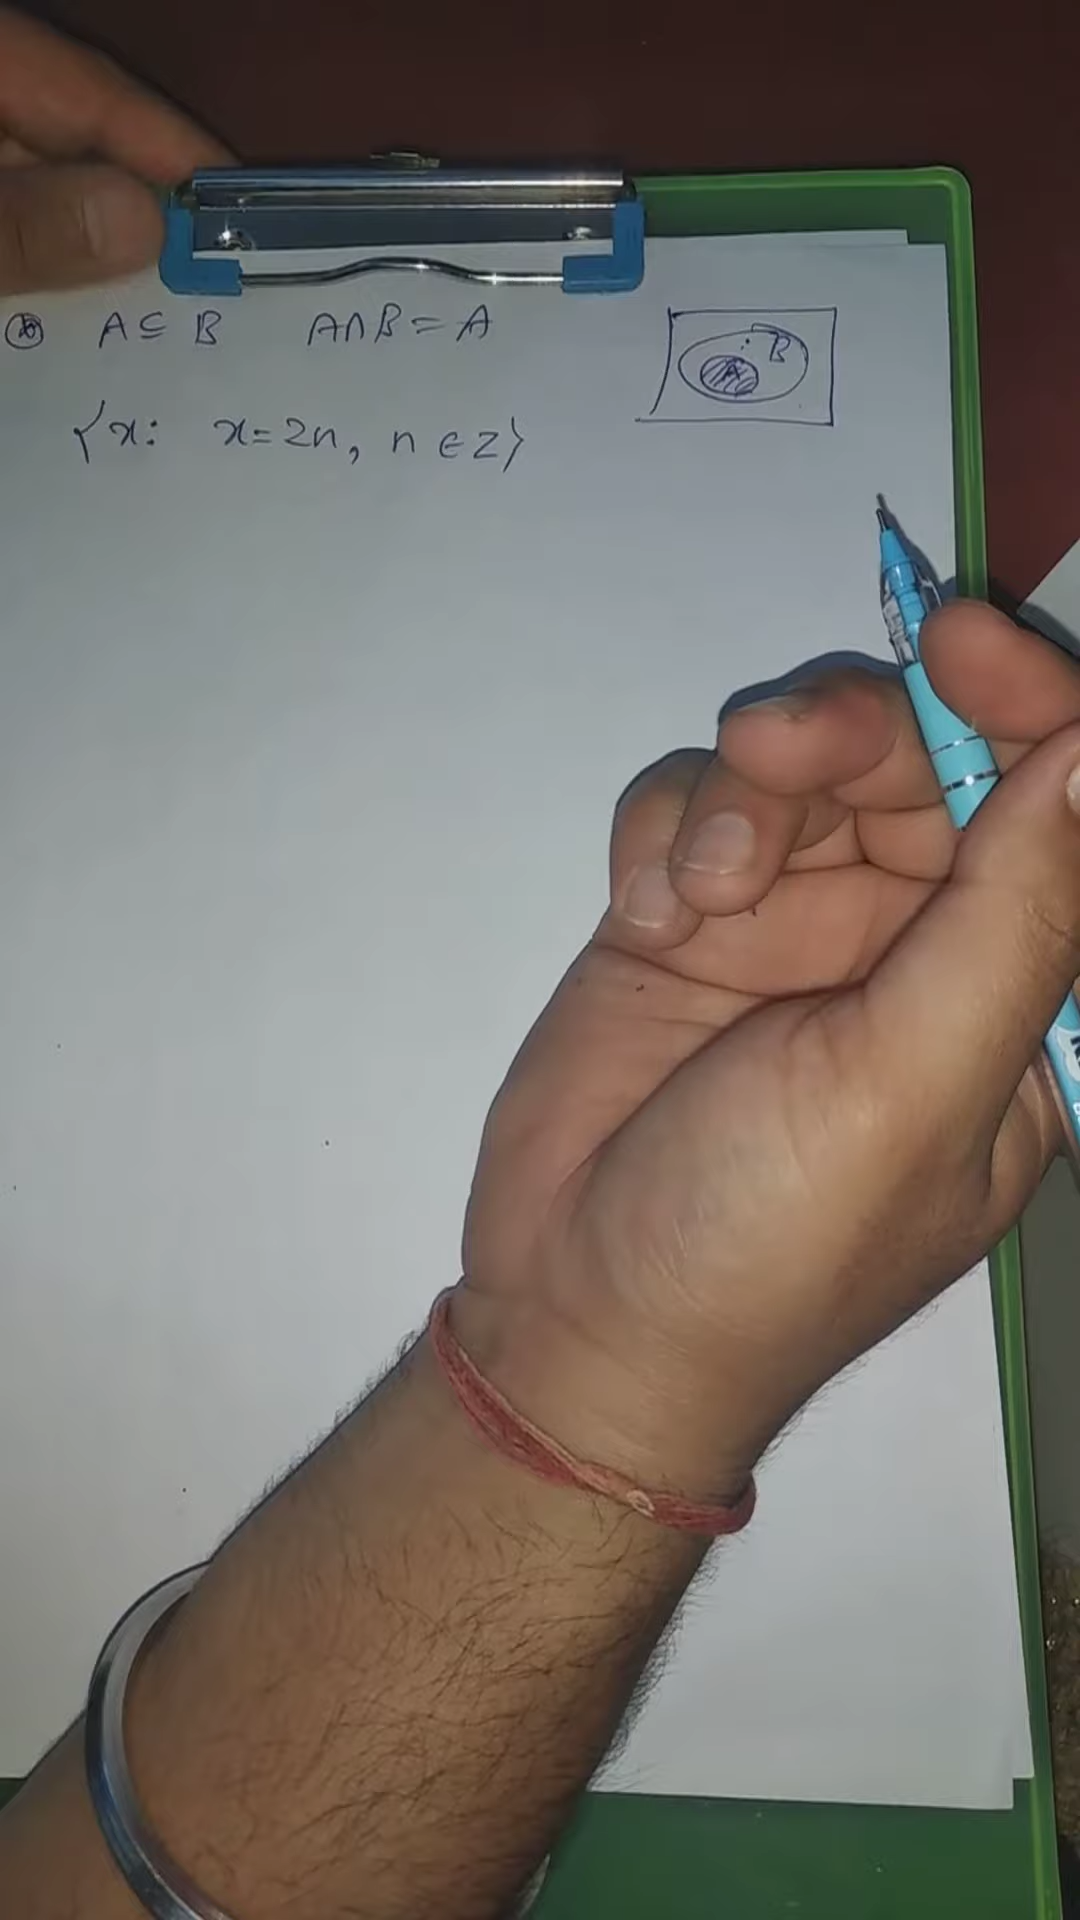 A ⊆ B A∩B = A
B
A
{x: x=2n, n ∈ Z}